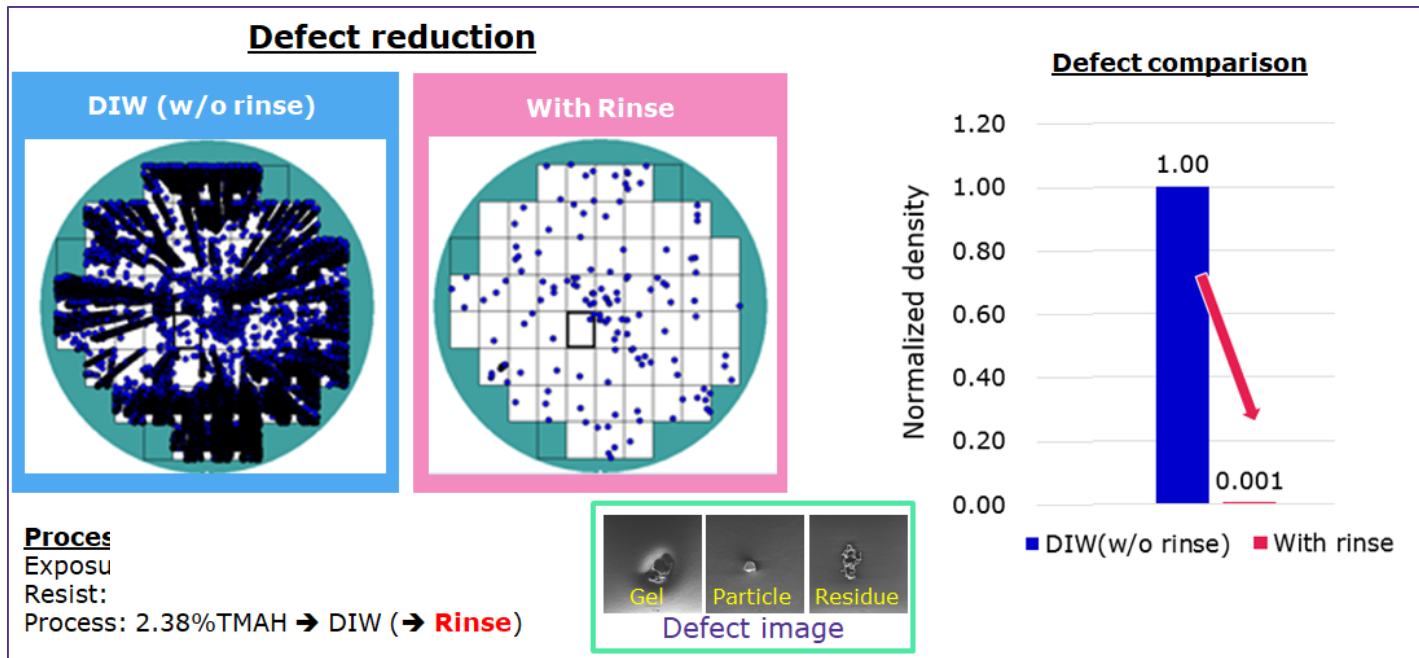 Defect reduction
DIW (w/o rinse)
With Rinse
Defect comparison
Normalized density
1.20
1.00
0.80
0.60
0.40
0.20
0.00
1.00
0.001
DIW(w/o rinse)
With rinse
Gel
Particle
Residue
Defect image
Resist:
Process: 2.38%TMAH ➔ DIW (➔ Rinse)